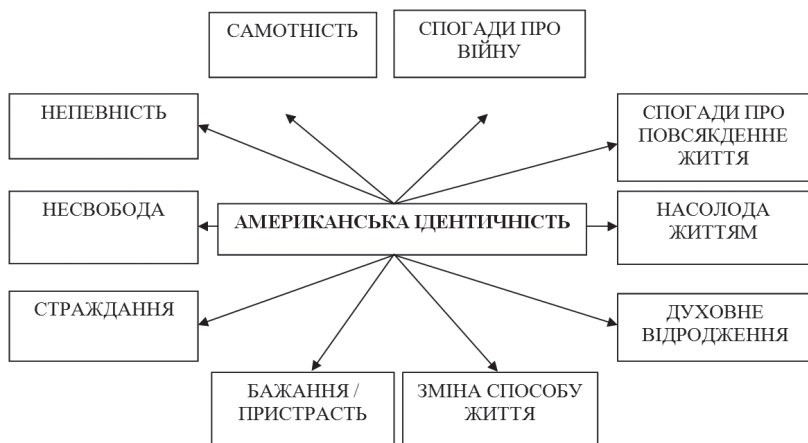 САМОТНІСТЬ
СПОГАДИ ПРО
ВІЙНУ
НЕПЕВНІСТЬ
СПОГАДИ ПРО
ПОВСЯКДЕННЕ
ЖИТТЯ
НЕСВОБОДА
АМЕРИКАНСЬКА ІДЕНТИЧНІСТЬ
НАСОЛОДА
ЖИТТЯМ
СТРАЖДАННЯ
ДУХОВНЕ
ВІДРОДЖЕННЯ
БАЖАННЯ /
ПРИСТРАСТЬ
ЗМІНА СПОСОБУ
ЖИТТЯ